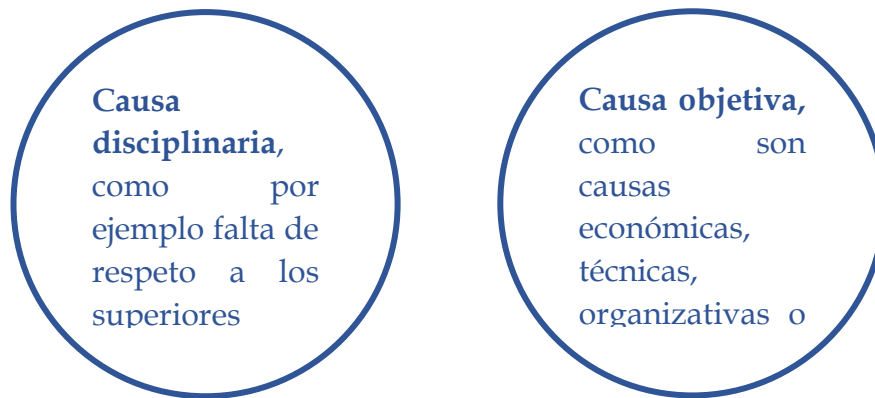 Causa
disciplinaria,
como por
ejemplo falta de
respeto a los
superiores
Causa objetiva,
como son
causas
económicas,
técnicas,
organizativas o